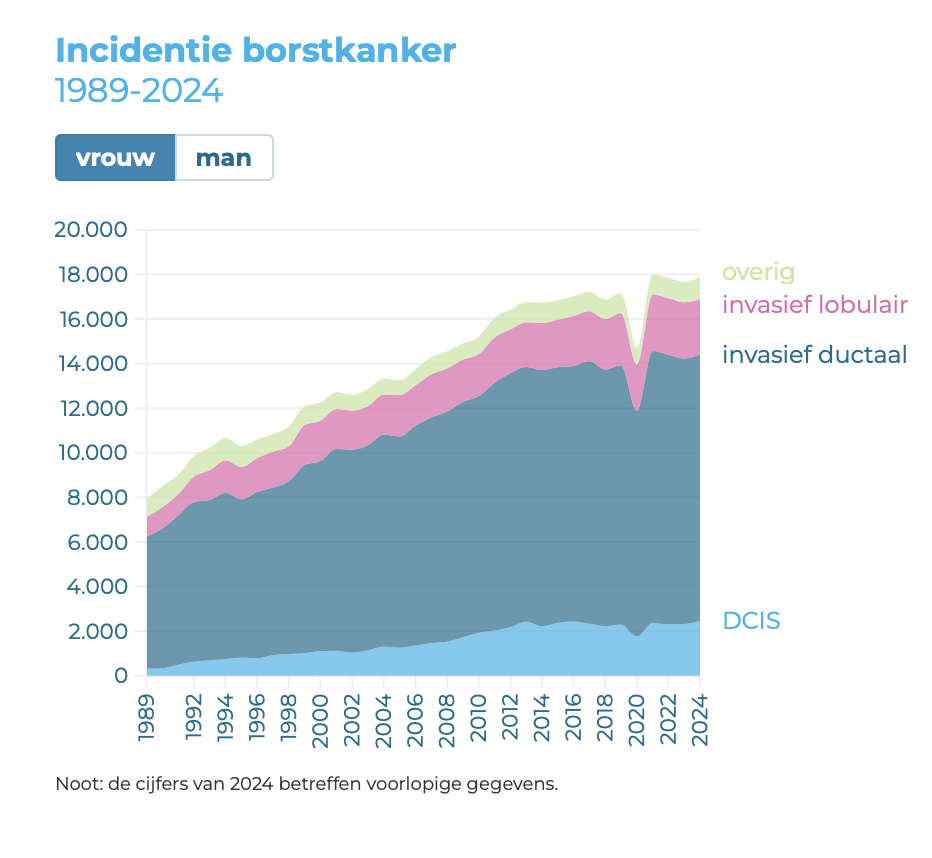 Incidentie borstkanker
1989-2024
vrouw man
20.000
18.000
16.000
14.000
12.000
10.000
8.000
6.000
4.000
2.000
0
overig
invasief lobulair
invasief ductaal
DCIS
1989 1992 1994 1996 1998 2000 2002 2004 2006 2008 2010 2012 2014 2016 2018 2020 2022 2024
Noot: de cijfers van 2024 betreffen voorlopige gegevens.